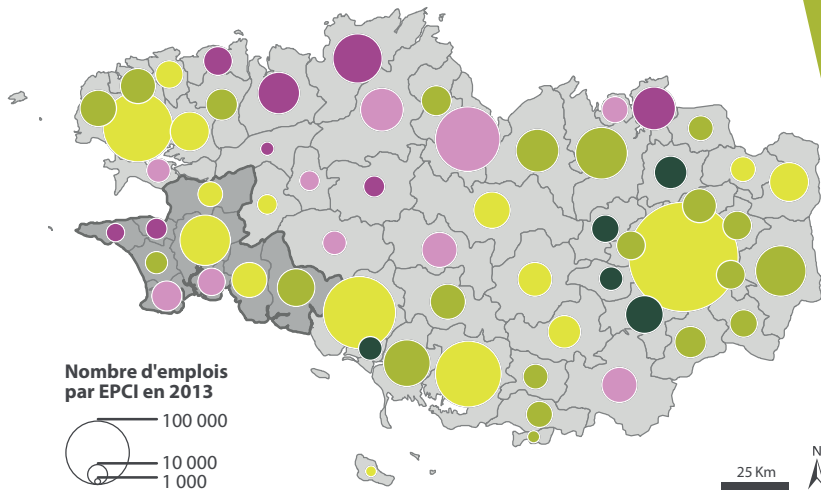 Nombre d'emplois
par EPCI en 2013
100 000
10 000
1 000
25 Km
N